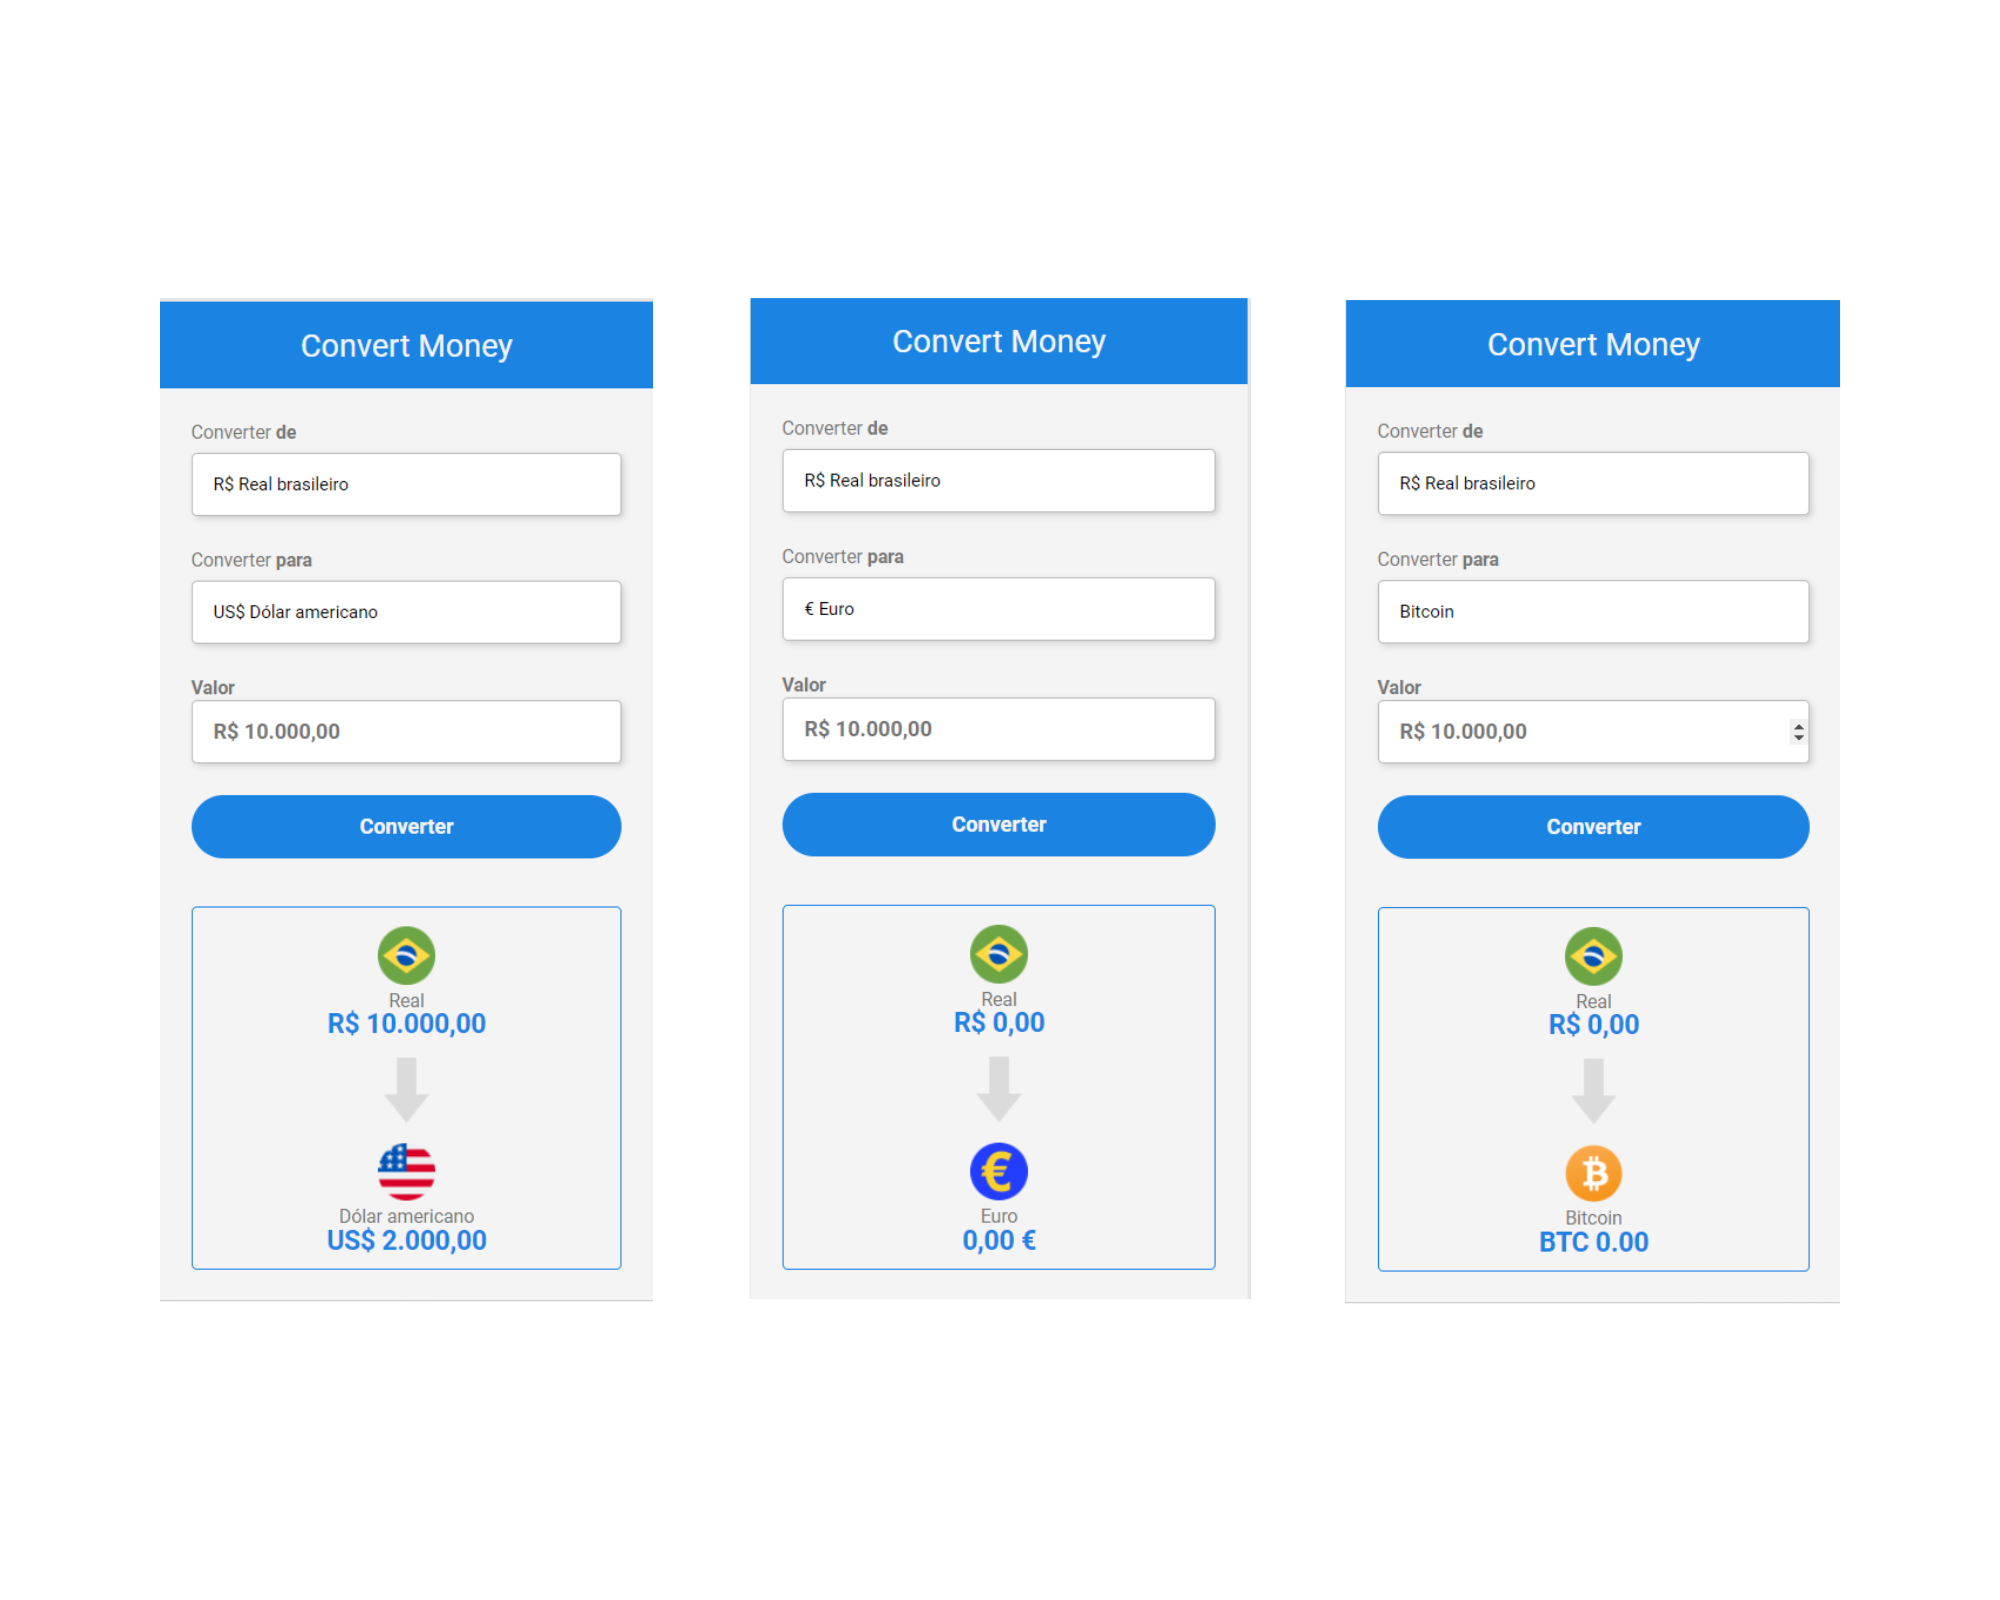 Convert Money
Converter de
R$ Real brasileiro
Converter para
US$ Dólar americano
Valor
R$ 10.000,00
Converter
Real
R$ 10.000,00
Dólar americano
US$ 2.000,00
Convert Money
Converter de
R$ Real brasileiro
Converter para
€ Euro
Valor
R$ 10.000,00
Converter
Real
R$ 0,00
€
Euro
0,00 €
Convert Money
Converter de
R$ Real brasileiro
Converter para
Bitcoin
Valor
R$ 10.000,00
Converter
Real
R$ 0,00
₿
Bitcoin
BTC 0.00